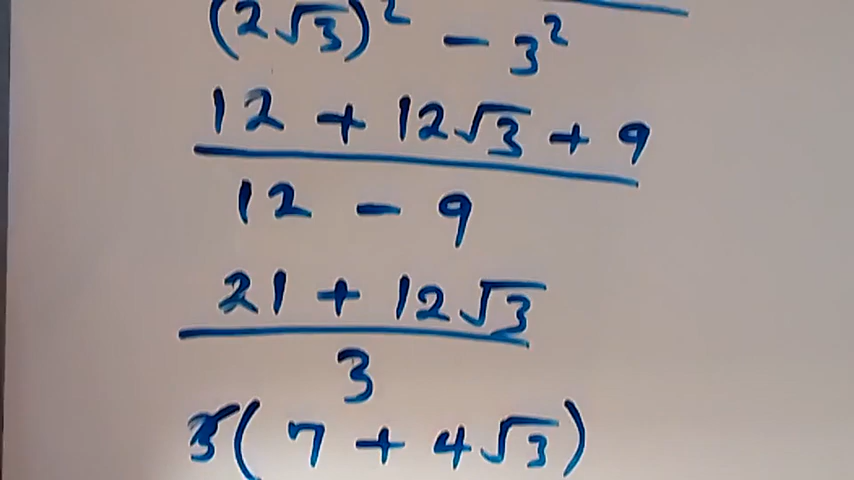 (2√3)² - 3²
12 + 12√3 + 9
12 - 9
21 + 12√3
3
3(7 + 4√3)